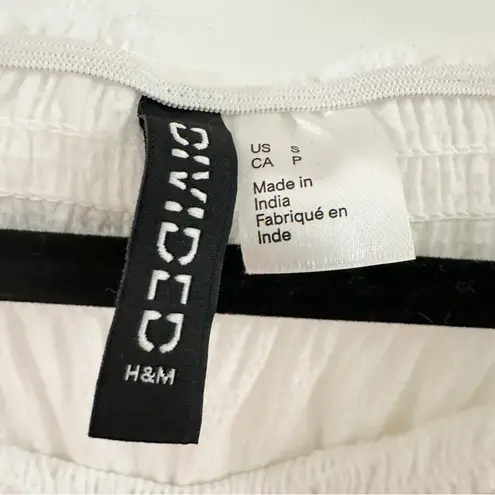 DIVIDED
H&M
US S
CA P
Made in
India
Fabriqué en
Inde